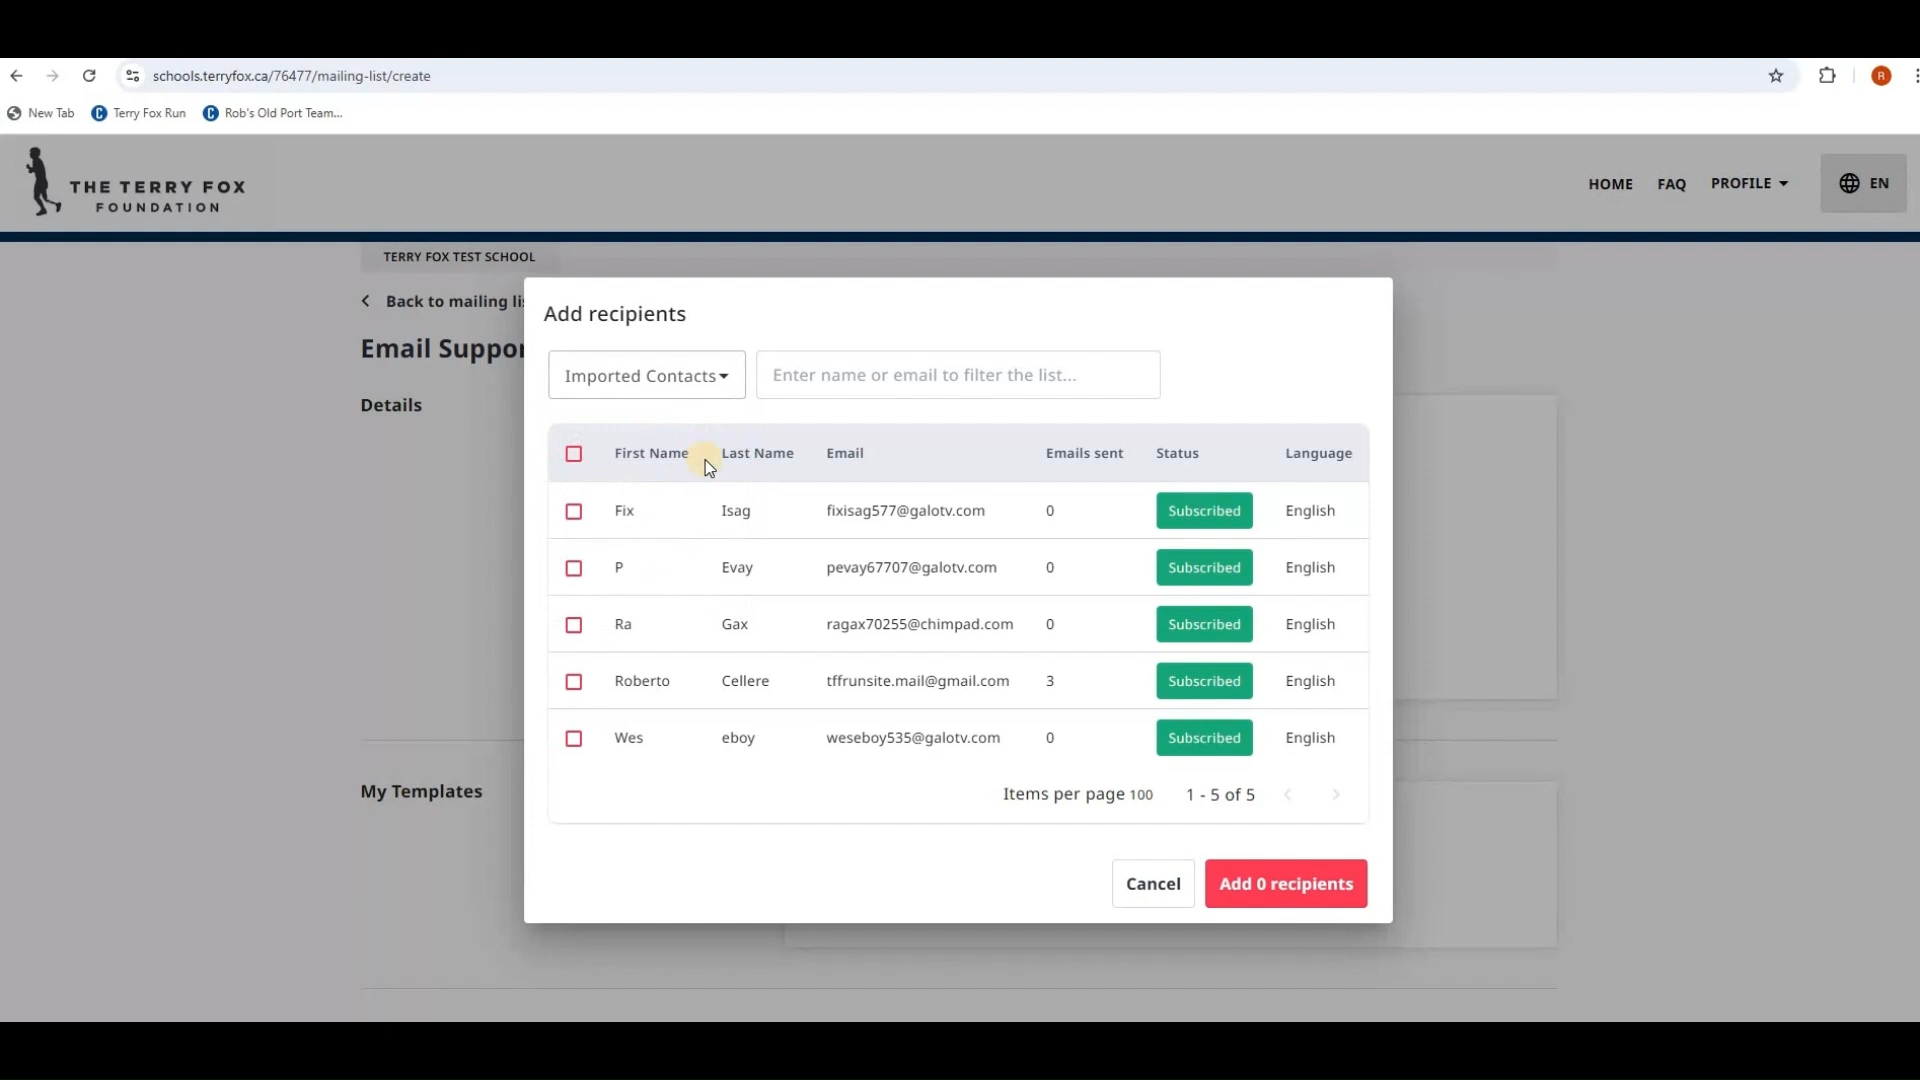 schools.terryfox.ca/76477/mailing-list/create
R
New Tab
Terry Fox Run
Rob's Old Port Team...
THE TERRY FOX
FOUNDATION
HOME
FAQ
PROFILE
EN
TERRY FOX TEST SCHOOL
Back to mailing li
Email Suppor
Details
My Templates
Add recipients
Imported Contacts
Enter name or email to filter the list...
First Name Last Name Email Emails sent Status Language
Fix Isag fixisag577@galotv.com 0 Subscribed English
P Evay pevay67707@galotv.com 0 Subscribed English
Ra Gax ragax70255@chimpad.com 0 Subscribed English
Roberto Cellere tffrunsite.mail@gmail.com 3 Subscribed English
Wes eboy weseboy535@galotv.com 0 Subscribed English
Items per page 100 1 - 5 of 5
Cancel
Add 0 recipients